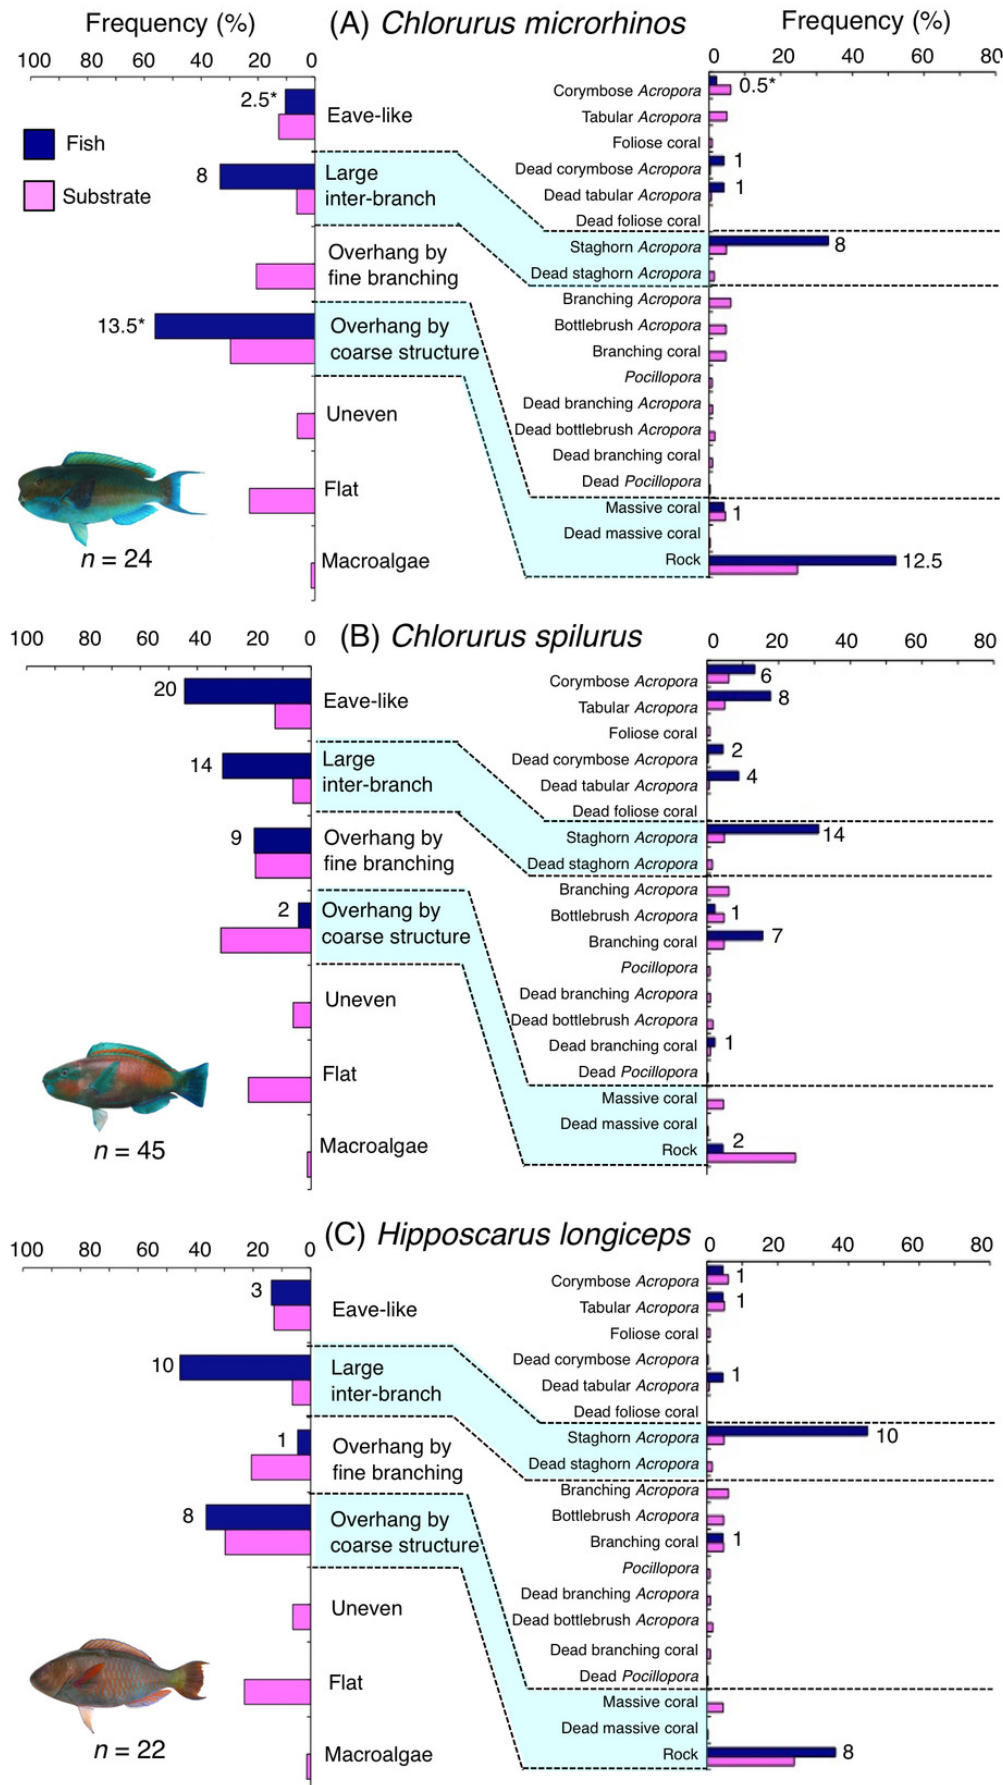 Frequency (%)
(A) Chlorurus microrhinos
Frequency (%)
100 80 60 40 20 0
0 20 40 60 80
Fish
Substrate
2.5*
Eave-like
8
Large
inter-branch
Overhang by
fine branching
13.5*
Overhang by
coarse structure
Uneven
Flat
Macroalgae
n = 24
Corymbose Acropora 0.5*
Tabular Acropora
Foliose coral
Dead corymbose Acropora 1
Dead tabular Acropora 1
Dead foliose coral
Staghorn Acropora 8
Dead staghorn Acropora
Branching Acropora
Bottlebrush Acropora
Branching coral
Pocillopora
Dead branching Acropora
Dead bottlebrush Acropora
Dead branching coral
Dead Pocillopora
Massive coral 1
Dead massive coral
Rock 12.5
(B) Chlorurus spilurus
100 80 60 40 20 0
0 20 40 60 80
20
Eave-like
14
Large
inter-branch
9
Overhang by
fine branching
2
Overhang by
coarse structure
Uneven
Flat
Macroalgae
n = 45
Corymbose Acropora 6
Tabular Acropora 8
Foliose coral
Dead corymbose Acropora 2
Dead tabular Acropora 4
Dead foliose coral
Staghorn Acropora 14
Dead staghorn Acropora
Branching Acropora
Bottlebrush Acropora 1
Branching coral 7
Pocillopora
Dead branching Acropora
Dead bottlebrush Acropora
Dead branching coral 1
Dead Pocillopora
Massive coral
Dead massive coral
Rock 2
(C) Hipposcarus longiceps
100 80 60 40 20 0
0 20 40 60 80
3
Eave-like
10
Large
inter-branch
1
Overhang by
fine branching
8
Overhang by
coarse structure
Uneven
Flat
Macroalgae
n = 22
Corymbose Acropora 1
Tabular Acropora 1
Foliose coral
Dead corymbose Acropora
Dead tabular Acropora 1
Dead foliose coral
Staghorn Acropora 10
Dead staghorn Acropora
Branching Acropora
Bottlebrush Acropora
Branching coral 1
Pocillopora
Dead branching Acropora
Dead bottlebrush Acropora
Dead branching coral
Dead Pocillopora
Massive coral
Dead massive coral
Rock 8